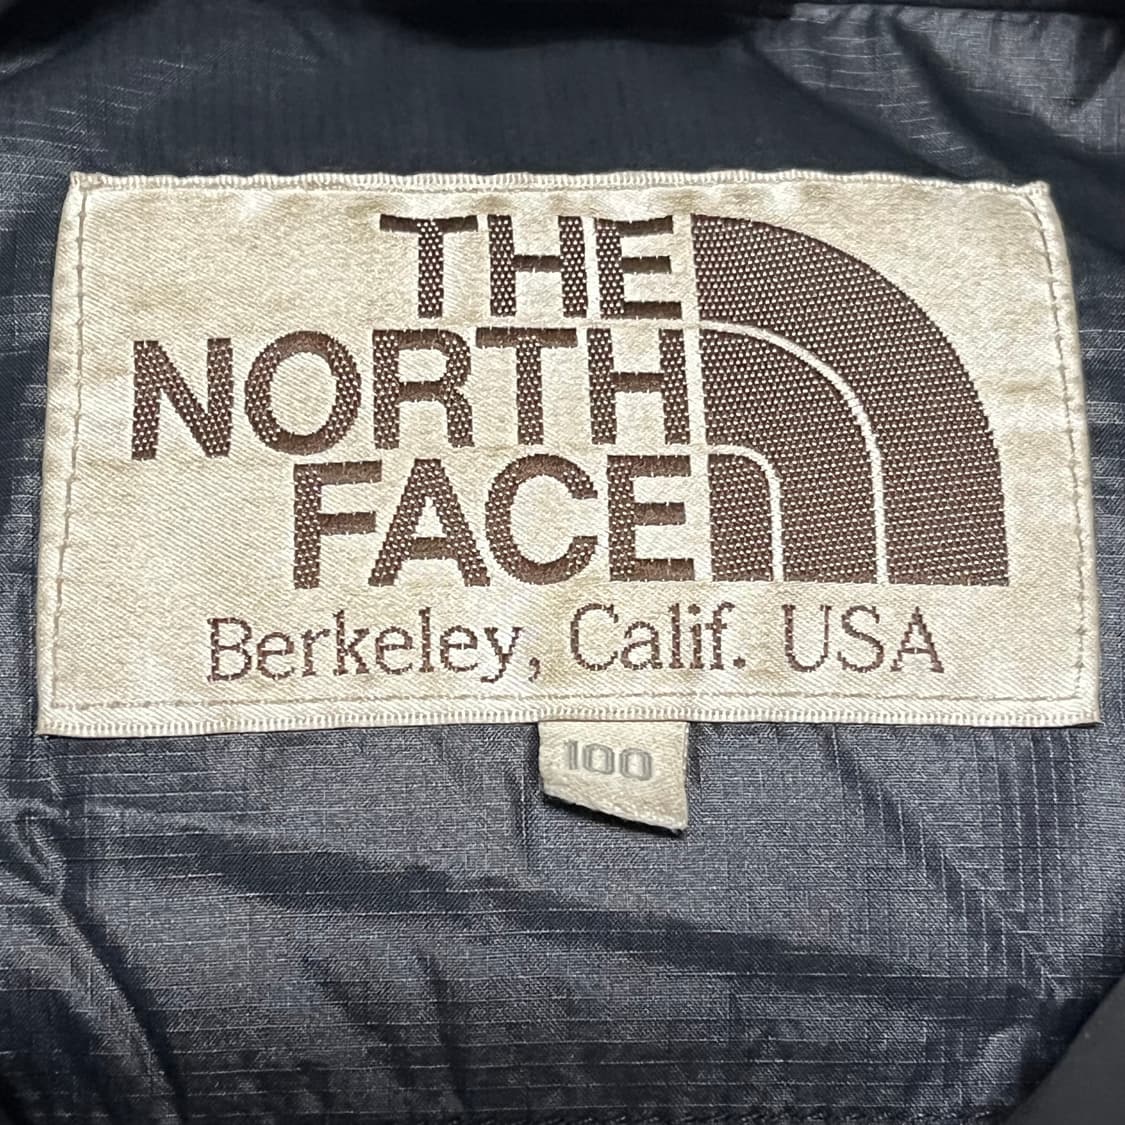 THE
NORTH
FACE
Berkeley, Calif. USA
100